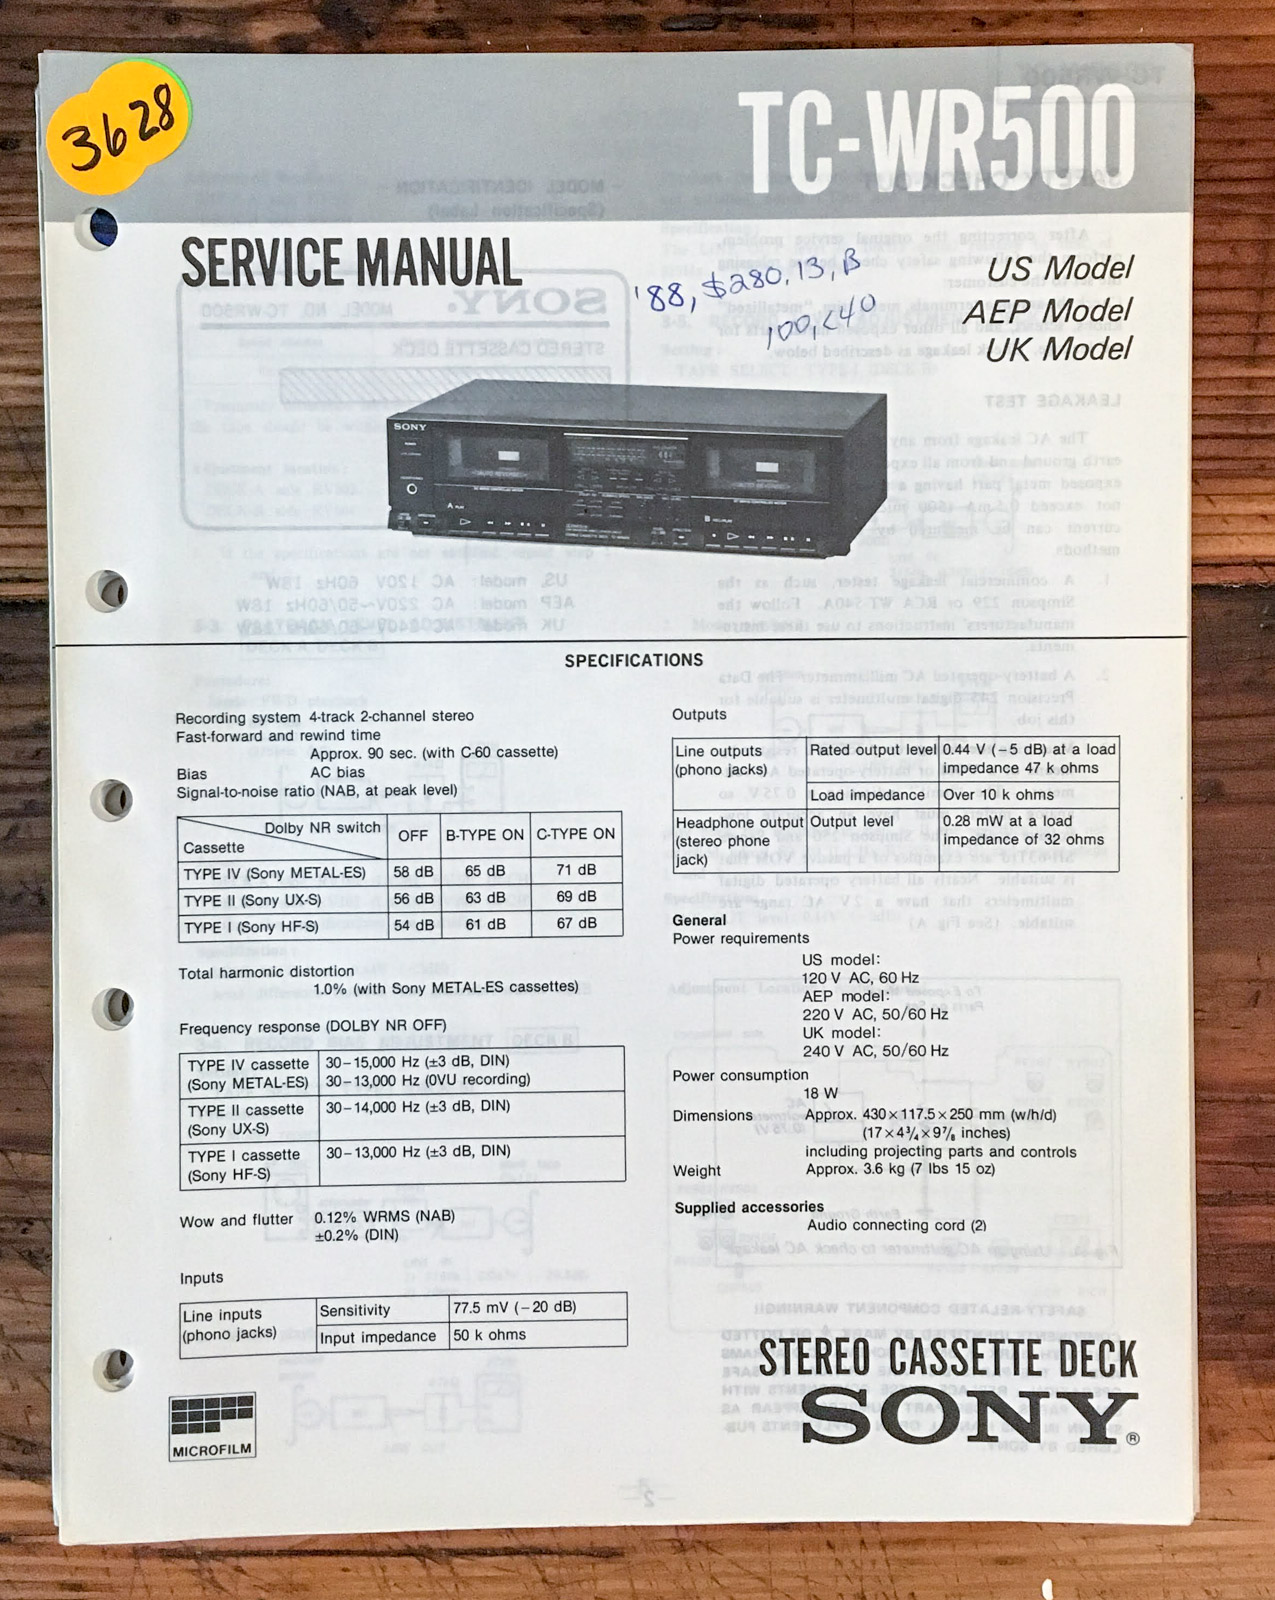 3628
TC-WR500
SERVICE MANUAL
'88, $280, 13, B
100, <40
US Model
AEP Model
UK Model
SONY
SPECIFICATIONS
Recording system 4-track 2-channel stereo
Fast-forward and rewind time
Approx. 90 sec. (with C-60 cassette)
Bias AC bias
Signal-to-noise ratio (NAB, at peak level)
Dolby NR switch OFF B-TYPE ON C-TYPE ON
Cassette
TYPE IV (Sony METAL-ES) 58 dB 65 dB 71 dB
TYPE II (Sony UX-S) 56 dB 63 dB 69 dB
TYPE I (Sony HF-S) 54 dB 61 dB 67 dB
Total harmonic distortion
1.0% (with Sony METAL-ES cassettes)
Frequency response (DOLBY NR OFF)
TYPE IV cassette 30–15,000 Hz (±3 dB, DIN)
(Sony METAL-ES) 30–13,000 Hz (0VU recording)
TYPE II cassette 30–14,000 Hz (±3 dB, DIN)
(Sony UX-S)
TYPE I cassette 30–13,000 Hz (±3 dB, DIN)
(Sony HF-S)
Wow and flutter 0.12% WRMS (NAB)
±0.2% (DIN)
Inputs
Line inputs Sensitivity 77.5 mV (–20 dB)
(phono jacks) Input impedance 50 k ohms
MICROFILM
Outputs
Line outputs Rated output level 0.44 V (–5 dB) at a load
(phono jacks) impedance 47 k ohms
Load impedance Over 10 k ohms
Headphone output Output level 0.28 mW at a load
(stereo phone impedance of 32 ohms
jack)
General
Power requirements
US model:
120 V AC, 60 Hz
AEP model:
220 V AC, 50/60 Hz
UK model:
240 V AC, 50/60 Hz
Power consumption
18 W
Dimensions Approx. 430×117.5×250 mm (w/h/d)
(17×4¾×9⅞ inches)
including projecting parts and controls
Weight Approx. 3.6 kg (7 lbs 15 oz)
Supplied accessories
Audio connecting cord (2)
STEREO CASSETTE DECK
SONY®